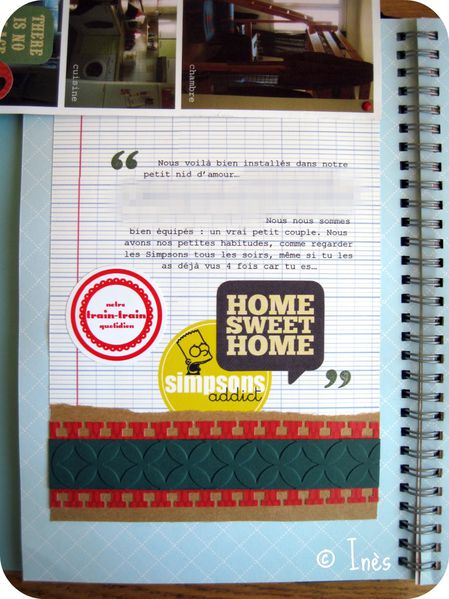 THERE
IS NO
cuisine
chambre
“
Nous voilà bien installés dans notre
petit nid d'amour…
Nous nous sommes
bien équipés : un vrai petit couple. Nous
avons nos petites habitudes, comme regarder
les Simpsons tous les soirs, même si tu les
as déjà vus 4 fois car tu es…
notre
train-train
quotidien
HOME
SWEET
HOME
simpsons
addict
”
© Inès